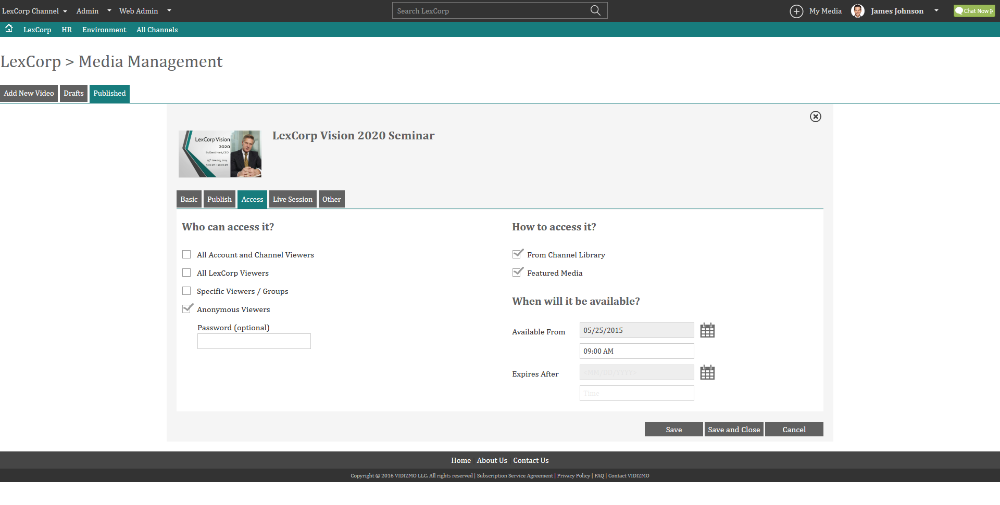 LexCorp Channel Admin Web Admin Search LexCorp My Media James Johnson Chat Now
LexCorp HR Environment All Channels
LexCorp > Media Management
Add New Video Drafts Published
LexCorp Vision 2020 Seminar
LexCorp Vision
2020
By David Hunt, CEO
15th January, 2014
9:00 am – 10:00 am
Basic Publish Access Live Session Other
Who can access it?
All Account and Channel Viewers
All LexCorp Viewers
Specific Viewers / Groups
Anonymous Viewers
Password (optional)
How to access it?
From Channel Library
Featured Media
When will it be available?
Available From 05/25/2015
09:00 AM
Expires After <MM/DD/YYYY>
Time
Save Save and Close Cancel
Home About Us Contact Us
Copyright © 2016 VIDIZMO LLC. All rights reserved | Subscription Service Agreement | Privacy Policy | FAQ | Contact VIDIZMO